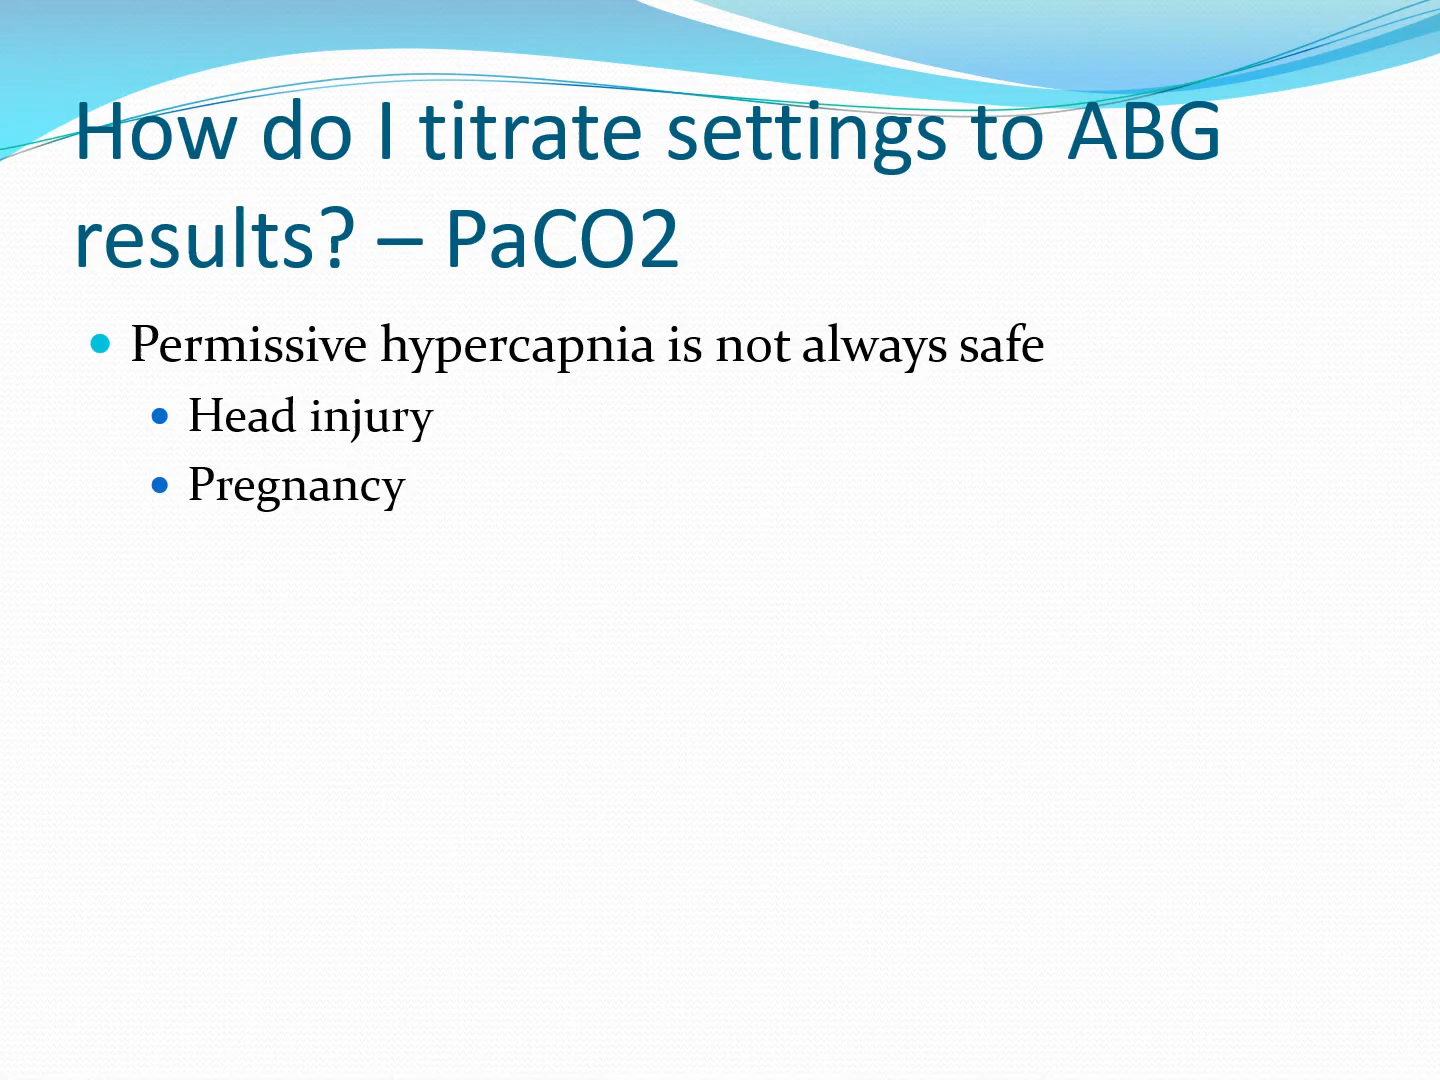 How do I titrate settings to ABG
results? – PaCO2
• Permissive hypercapnia is not always safe
• Head injury
• Pregnancy